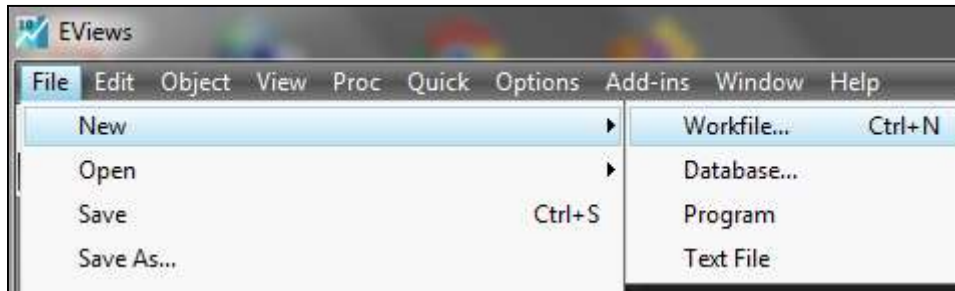 EViews
File Edit Object View Proc Quick Options Add-ins Window Help
New Workfile... Ctrl+N
Open Database...
Save Ctrl+S Program
Save As... Text File